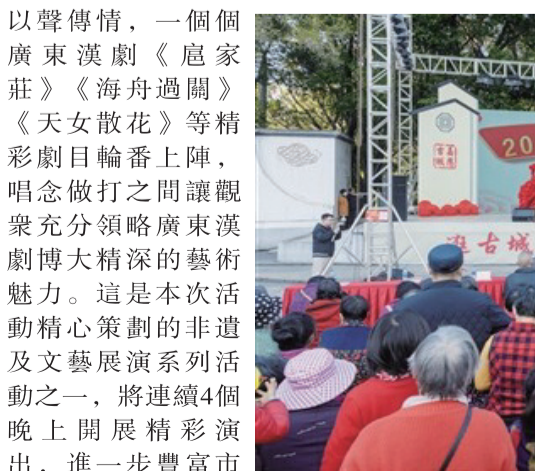 以聲傳情，一個個
廣東漢劇《扈家
莊》《海舟過關》
《天女散花》等精
彩劇目輪番上陣，
唱念做打之間讓觀
衆充分領略廣東漢
劇博大精深的藝術
魅力。這是本次活
動精心策劃的非遺
及文藝展演系列活
動之一，將連續4個
晚上開展精彩演
出，進一步豐富市
20
逛古城